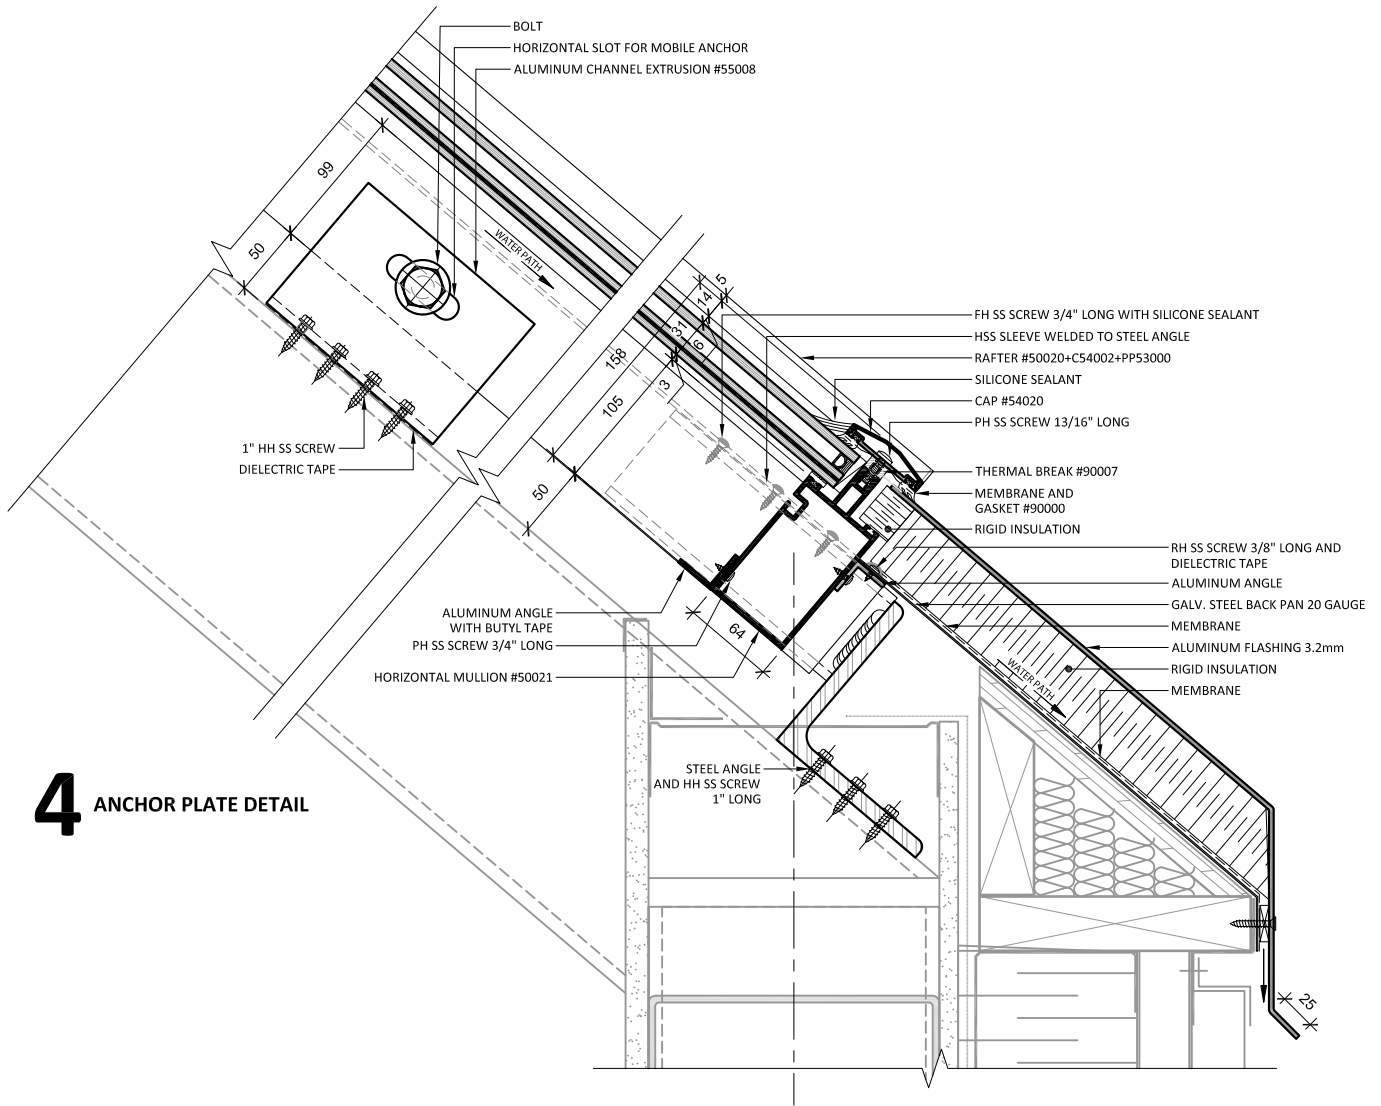 BOLT
HORIZONTAL SLOT FOR MOBILE ANCHOR
ALUMINUM CHANNEL EXTRUSION #55008
99
50
WATER PATH
1" HH SS SCREW
DIELECTRIC TAPE
5
14
31
6
158
3
105
50
FH SS SCREW 3/4" LONG WITH SILICONE SEALANT
HSS SLEEVE WELDED TO STEEL ANGLE
RAFTER #50020+C54002+PP53000
SILICONE SEALANT
CAP #54020
PH SS SCREW 13/16" LONG
THERMAL BREAK #90007
MEMBRANE AND
GASKET #90000
RIGID INSULATION
RH SS SCREW 3/8" LONG AND
DIELECTRIC TAPE
ALUMINUM ANGLE
GALV. STEEL BACK PAN 20 GAUGE
MEMBRANE
ALUMINUM FLASHING 3.2mm
RIGID INSULATION
MEMBRANE
WATER PATH
ALUMINUM ANGLE
WITH BUTYL TAPE
PH SS SCREW 3/4" LONG
HORIZONTAL MULLION #50021
64
STEEL ANGLE
AND HH SS SCREW
1" LONG
25
4 ANCHOR PLATE DETAIL